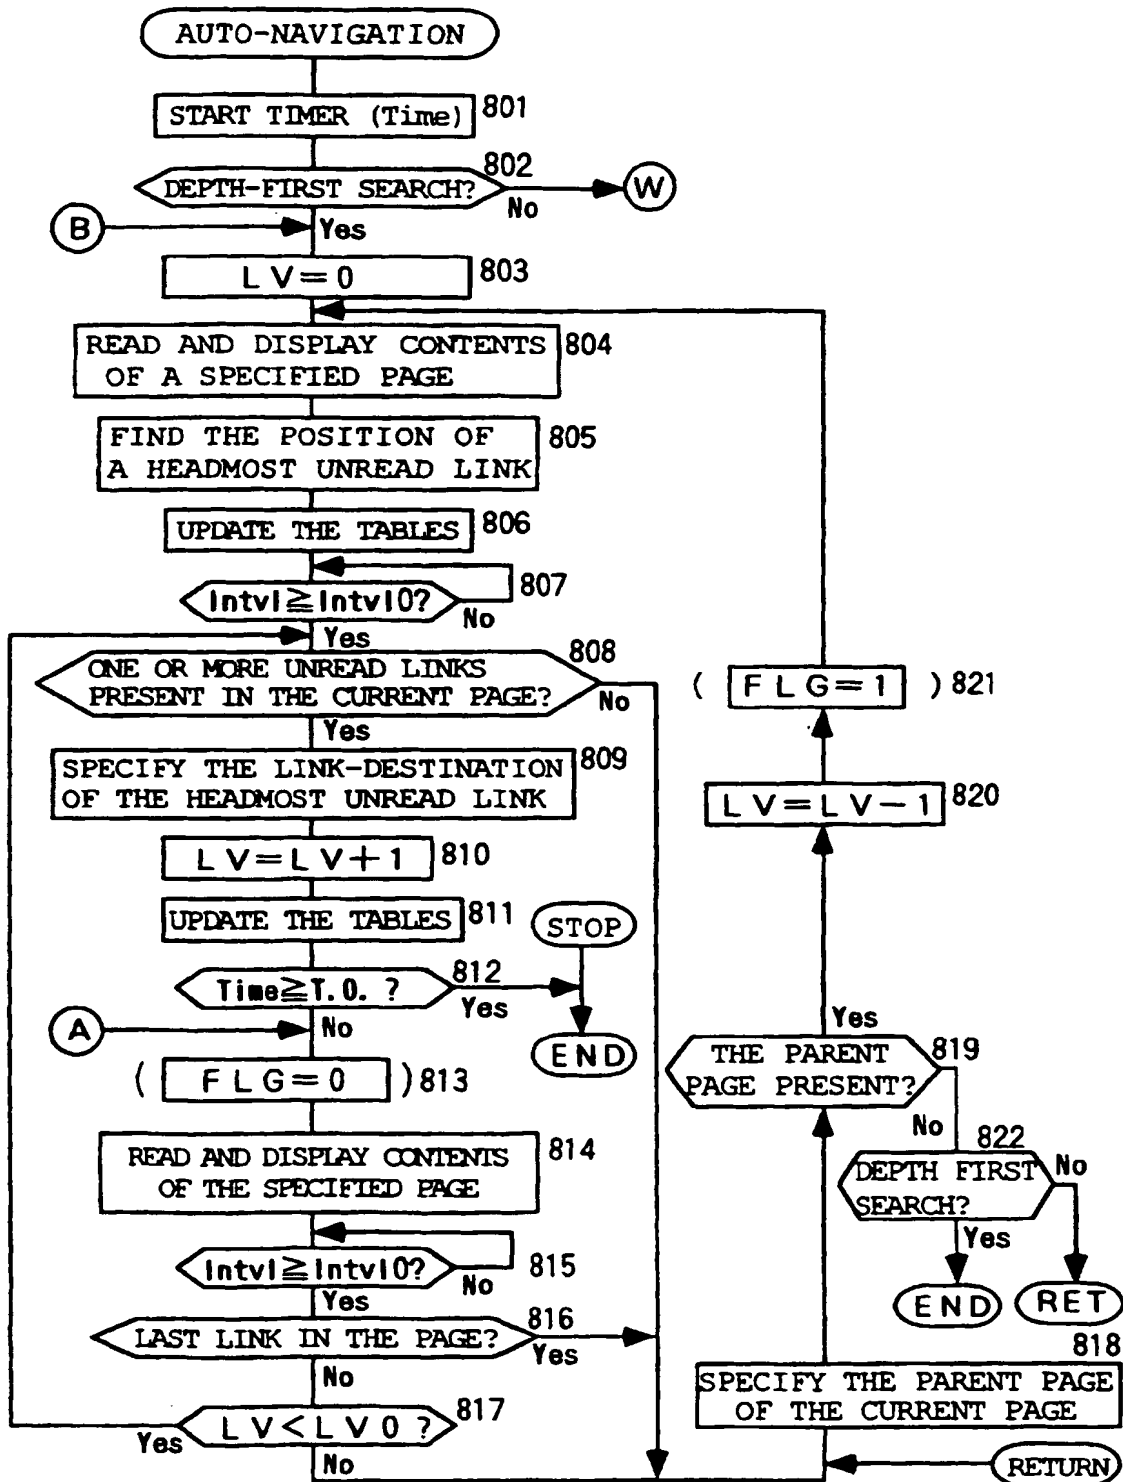 AUTO-NAVIGATION
START TIMER (Time) 801
DEPTH-FIRST SEARCH? 802
No
W
B
Yes
LV=0 803
READ AND DISPLAY CONTENTS
OF A SPECIFIED PAGE
804
FIND THE POSITION OF
A HEADMOST UNREAD LINK
805
UPDATE THE TABLES 806
Intvl≧Intvl0? 807
No
Yes
ONE OR MORE UNREAD LINKS
PRESENT IN THE CURRENT PAGE?
808
No
Yes
SPECIFY THE LINK-DESTINATION
OF THE HEADMOST UNREAD LINK
809
LV=LV+1 810
UPDATE THE TABLES 811
STOP
Time≧T.O. ? 812
Yes
END
No
A
( FLG=0 ) 813
READ AND DISPLAY CONTENTS
OF THE SPECIFIED PAGE
814
Intvl≧Intvl0? 815
No
Yes
LAST LINK IN THE PAGE? 816
Yes
No
LV<LV0 ? 817
Yes
No
( FLG=1 ) 821
LV=LV-1 820
Yes
THE PARENT
PAGE PRESENT?
819
No
822
DEPTH FIRST
SEARCH?
No
Yes
END
RET
818
SPECIFY THE PARENT PAGE
OF THE CURRENT PAGE
RETURN